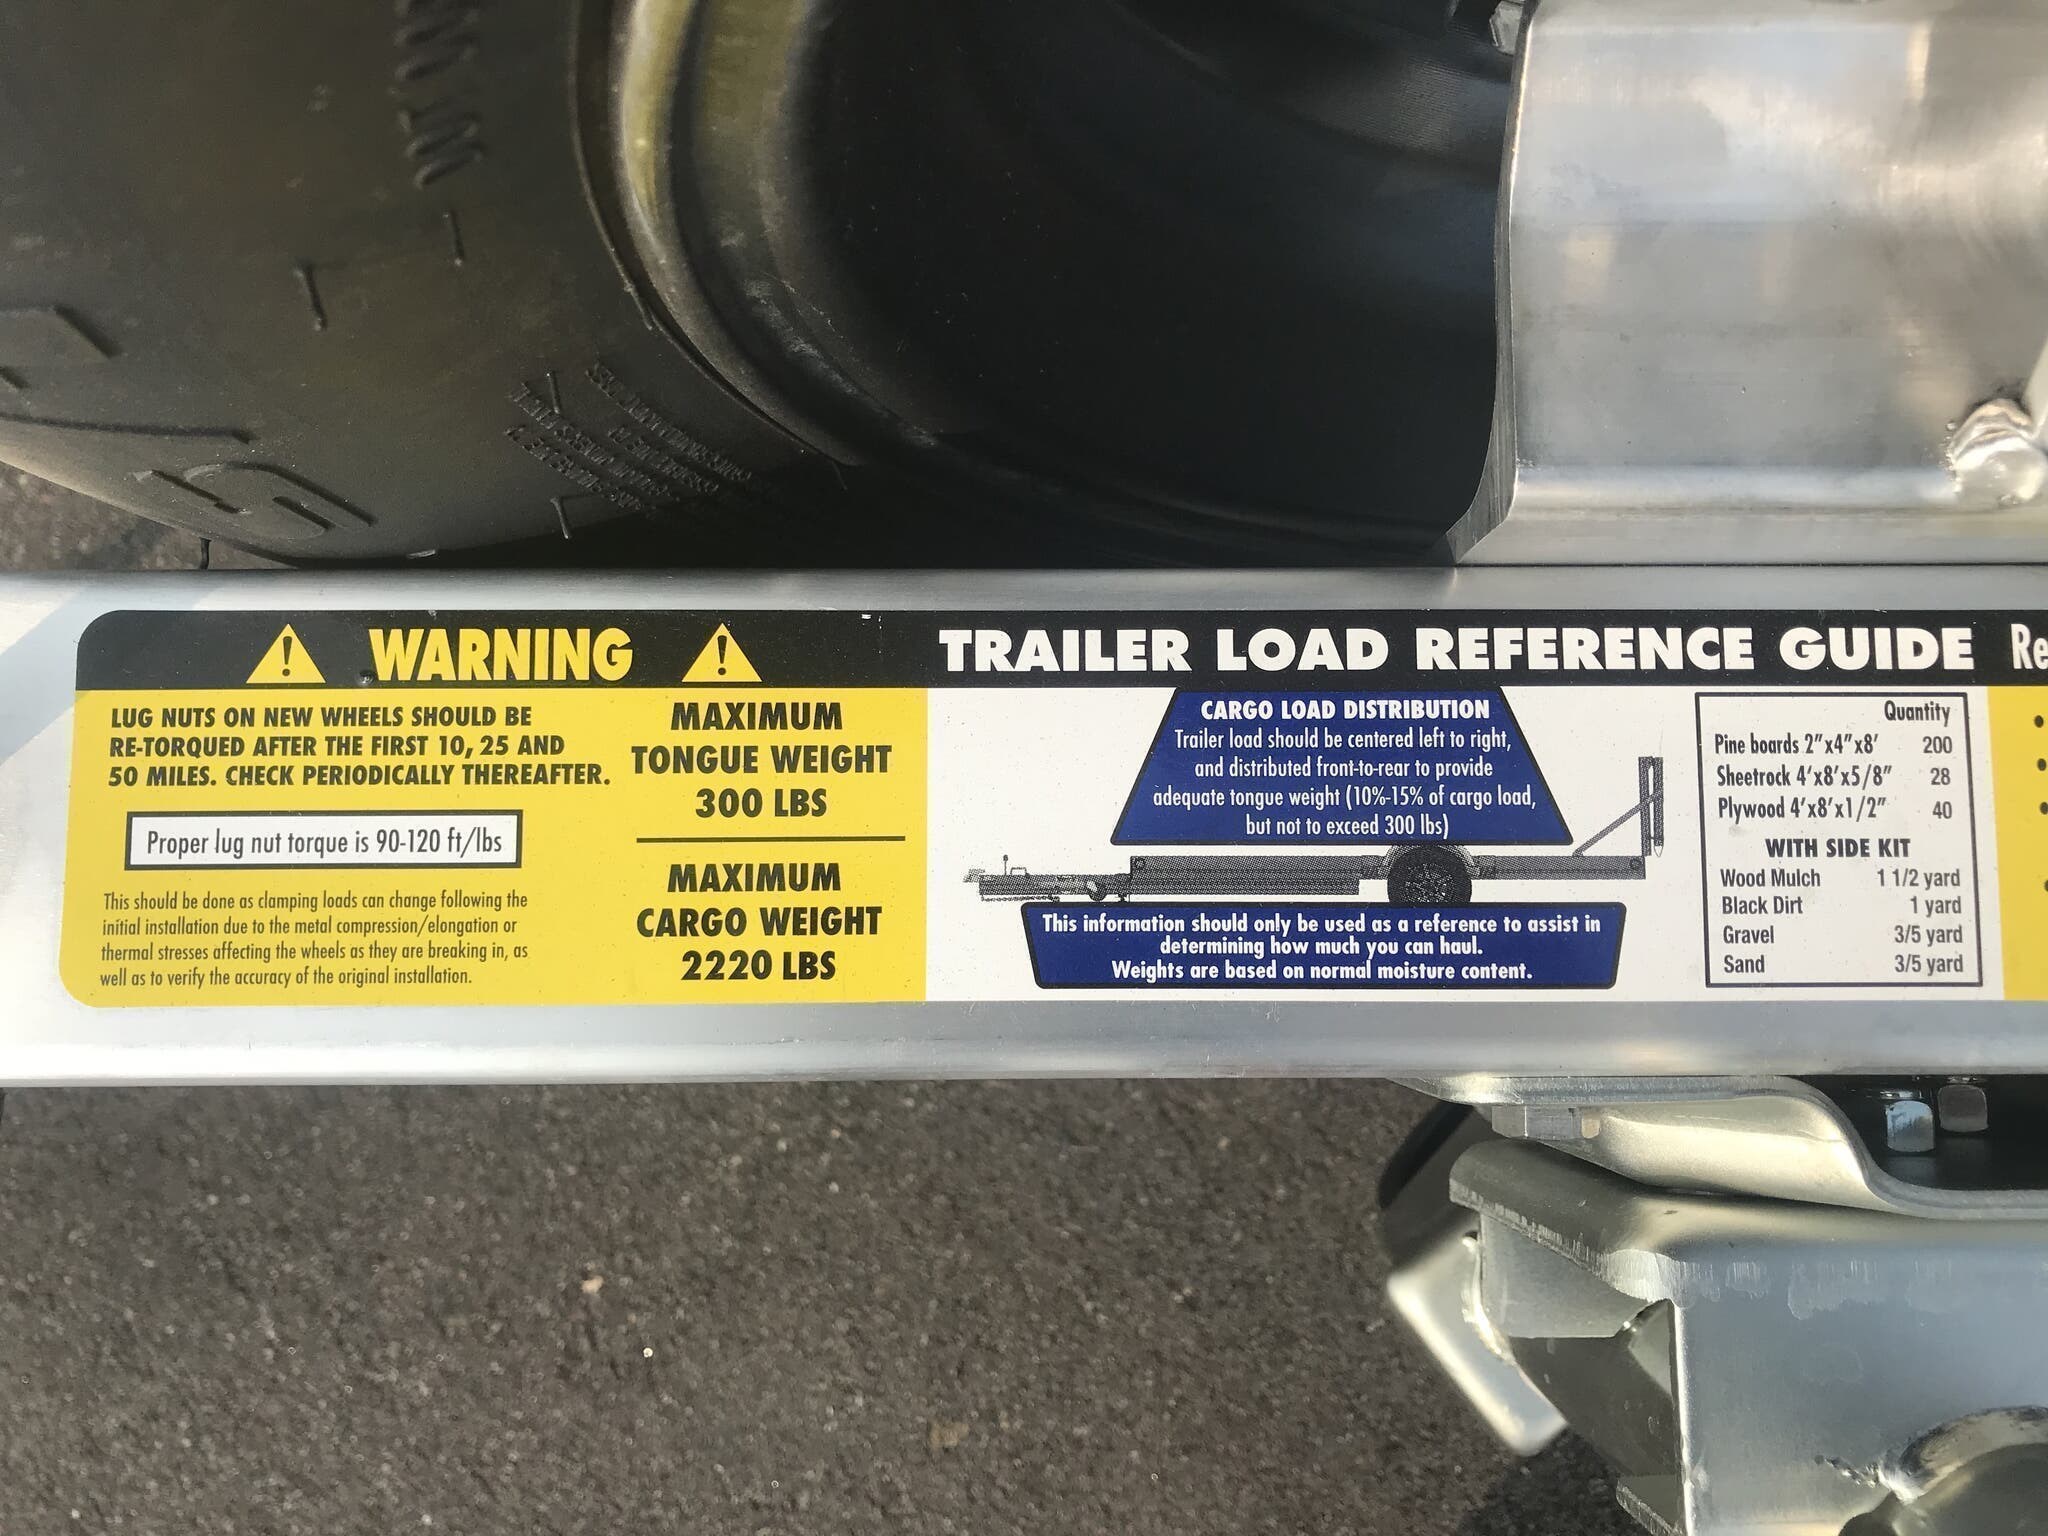 WARNING
LUG NUTS ON NEW WHEELS SHOULD BE
RE-TORQUED AFTER THE FIRST 10, 25 AND
50 MILES. CHECK PERIODICALLY THEREAFTER.
Proper lug nut torque is 90-120 ft/lbs
This should be done as clamping loads can change following the
initial installation due to the metal compression/elongation or
thermal stresses affecting the wheels as they are breaking in, as
well as to verify the accuracy of the original installation.
MAXIMUM
TONGUE WEIGHT
300 LBS
MAXIMUM
CARGO WEIGHT
2220 LBS
TRAILER LOAD REFERENCE GUIDE
CARGO LOAD DISTRIBUTION
Trailer load should be centered left to right,
and distributed front-to-rear to provide
adequate tongue weight (10%-15% of cargo load,
but not to exceed 300 lbs)
This information should only be used as a reference to assist in
determining how much you can haul.
Weights are based on normal moisture content.
Quantity
Pine boards 2"x4"x8' 200
Sheetrock 4'x8'x5/8" 28
Plywood 4'x8'x1/2" 40
WITH SIDE KIT
Wood Mulch 1 1/2 yard
Black Dirt 1 yard
Gravel 3/5 yard
Sand 3/5 yard